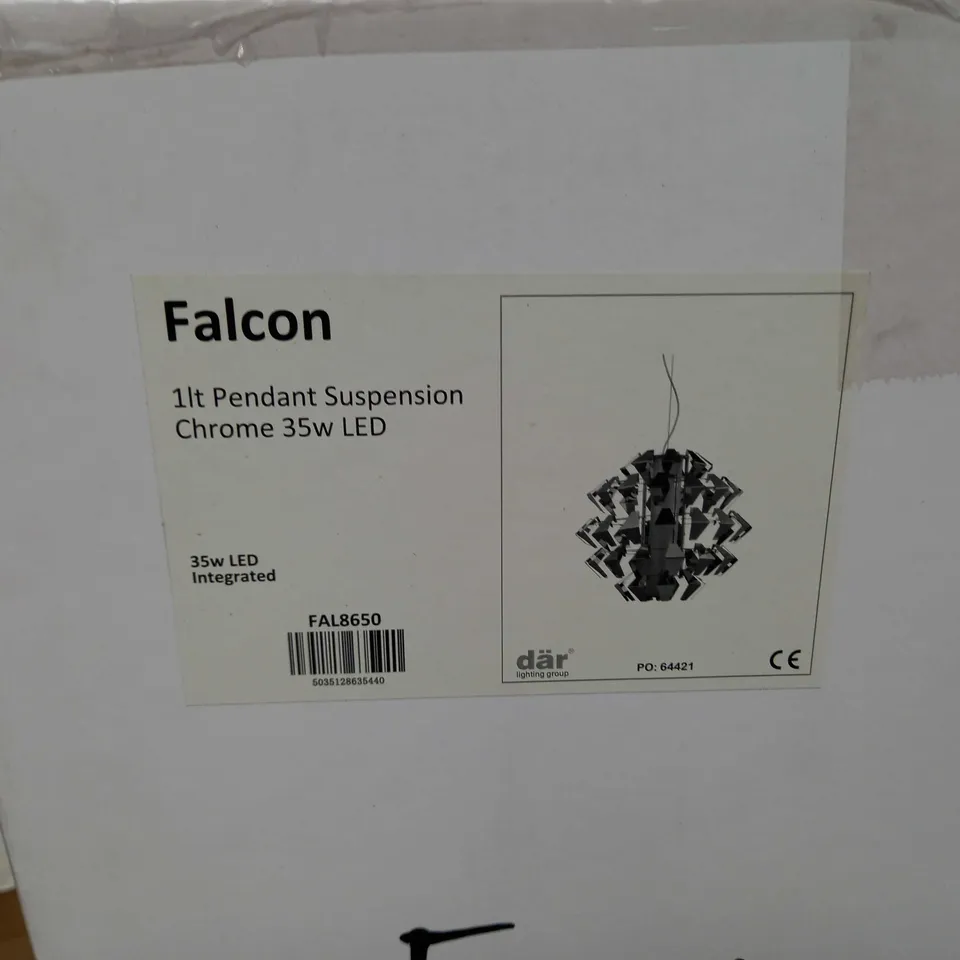 Falcon
1lt Pendant Suspension
Chrome 35w LED
35w LED
Integrated
FAL8650
5035128635440
där®
lighting group
PO: 64421
CE